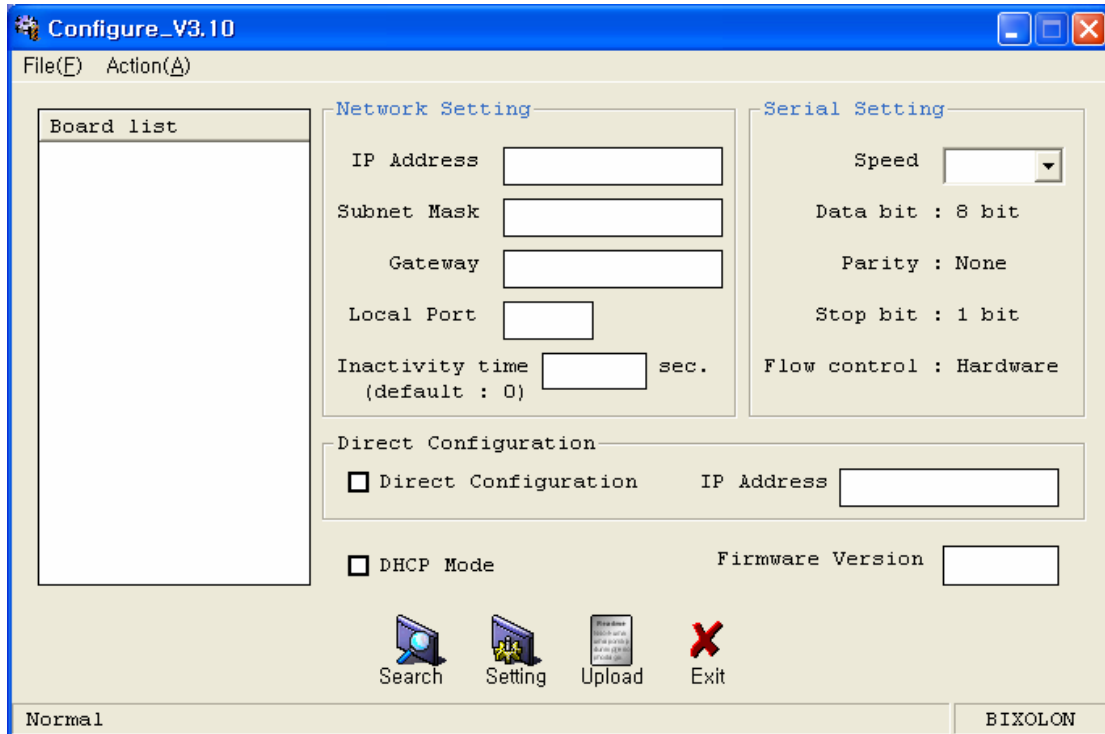 Configure_V3.10
File(F) Action(A)
Board list
Network Setting
IP Address
Subnet Mask
Gateway
Local Port
Inactivity time sec.
(default : 0)
Serial Setting
Speed
Data bit : 8 bit
Parity : None
Stop bit : 1 bit
Flow control : Hardware
Direct Configuration
Direct Configuration IP Address
DHCP Mode Firmware Version
Readme
Search Setting Upload Exit
Normal BIXOLON